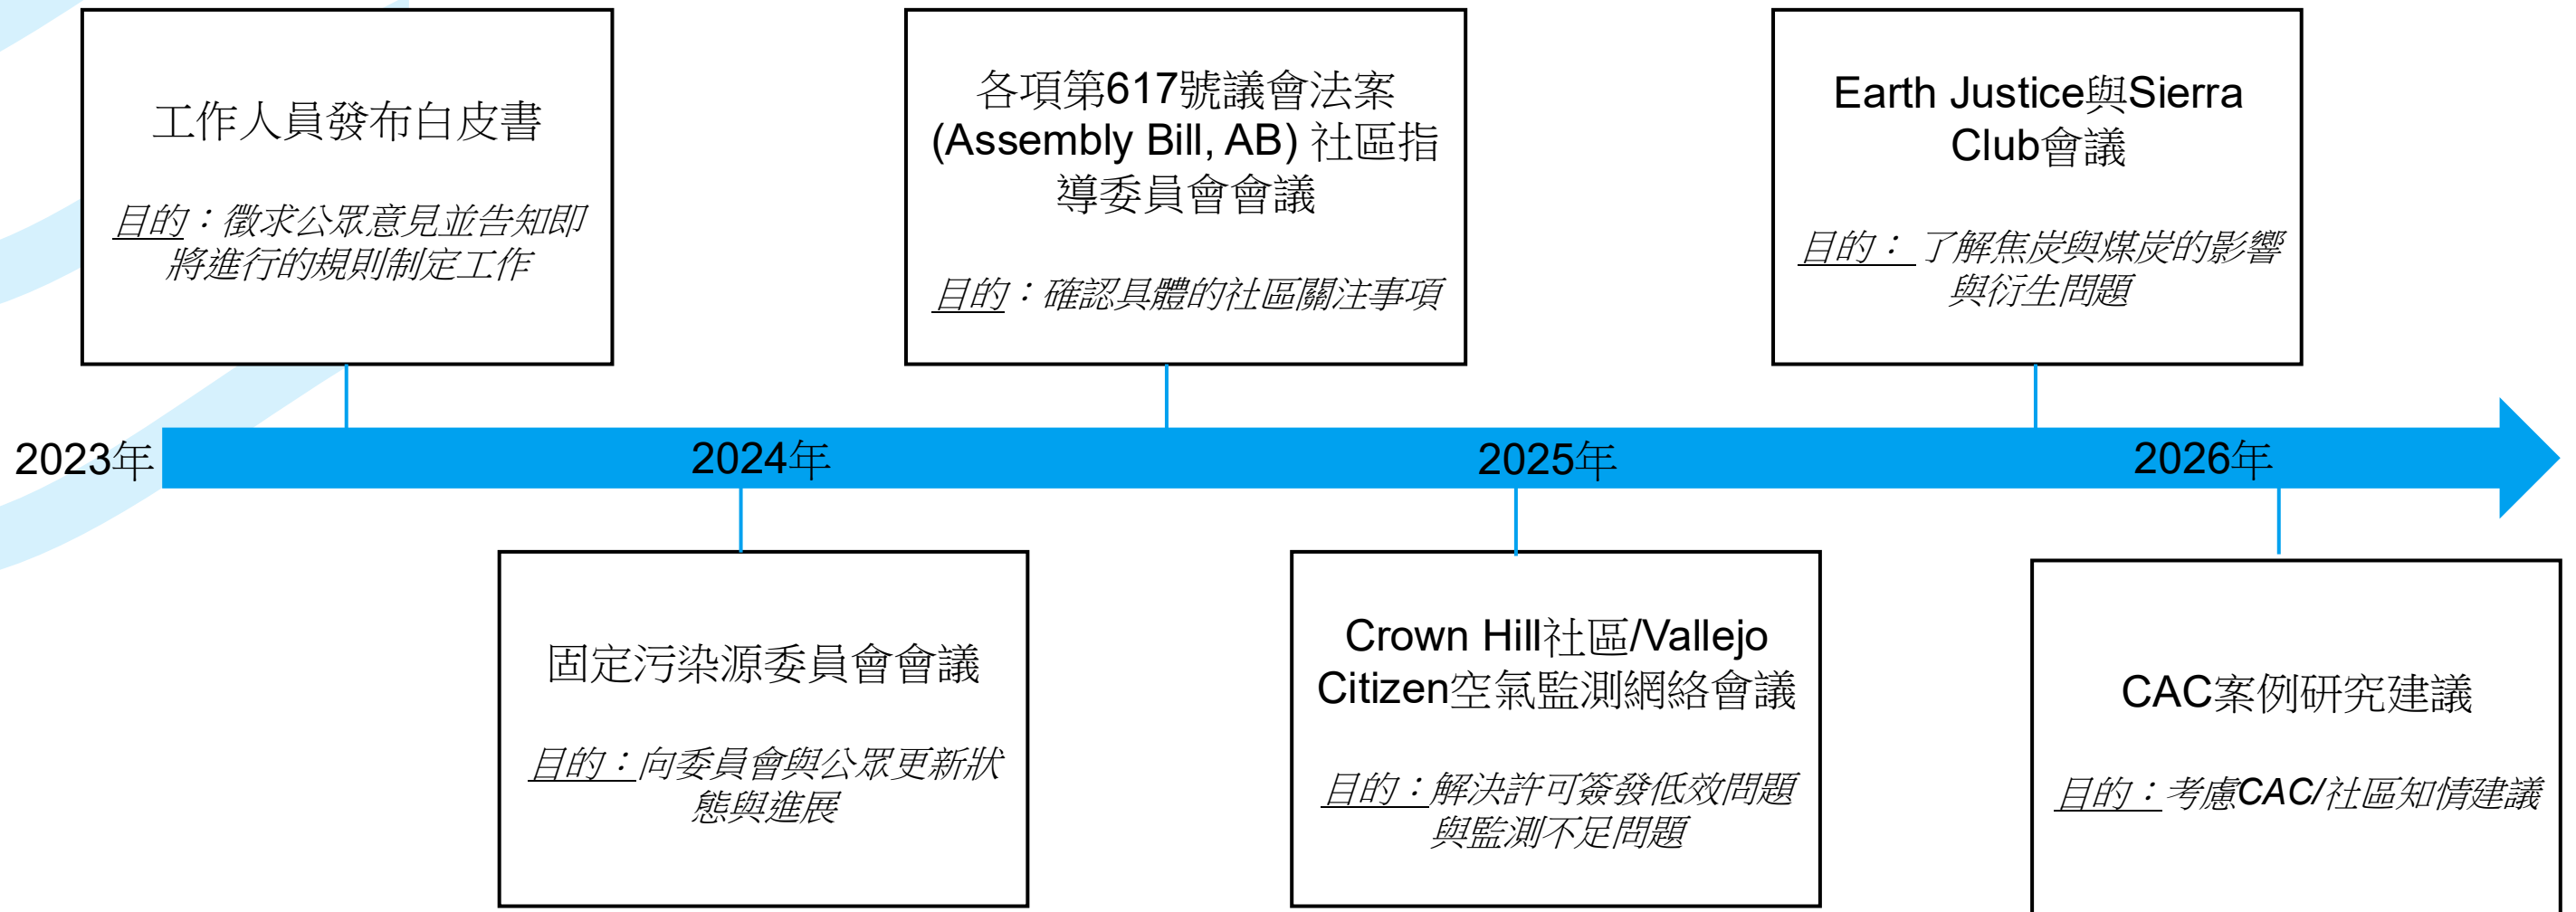 工作人員發布白皮書
目的：徵求公眾意見並告知即
將進行的規則制定工作
各項第617號議會法案
(Assembly Bill, AB) 社區指
導委員會會議
目的：確認具體的社區關注事項
Earth Justice與Sierra
Club會議
目的： 了解焦炭與煤炭的影響
與衍生問題
2023年
2024年
2025年
2026年
固定污染源委員會會議
目的：向委員會與公眾更新狀
態與進展
Crown Hill社區/Vallejo
Citizen空氣監測網絡會議
目的：解決許可簽發低效問題
與監測不足問題
CAC案例研究建議
目的：考慮CAC/社區知情建議